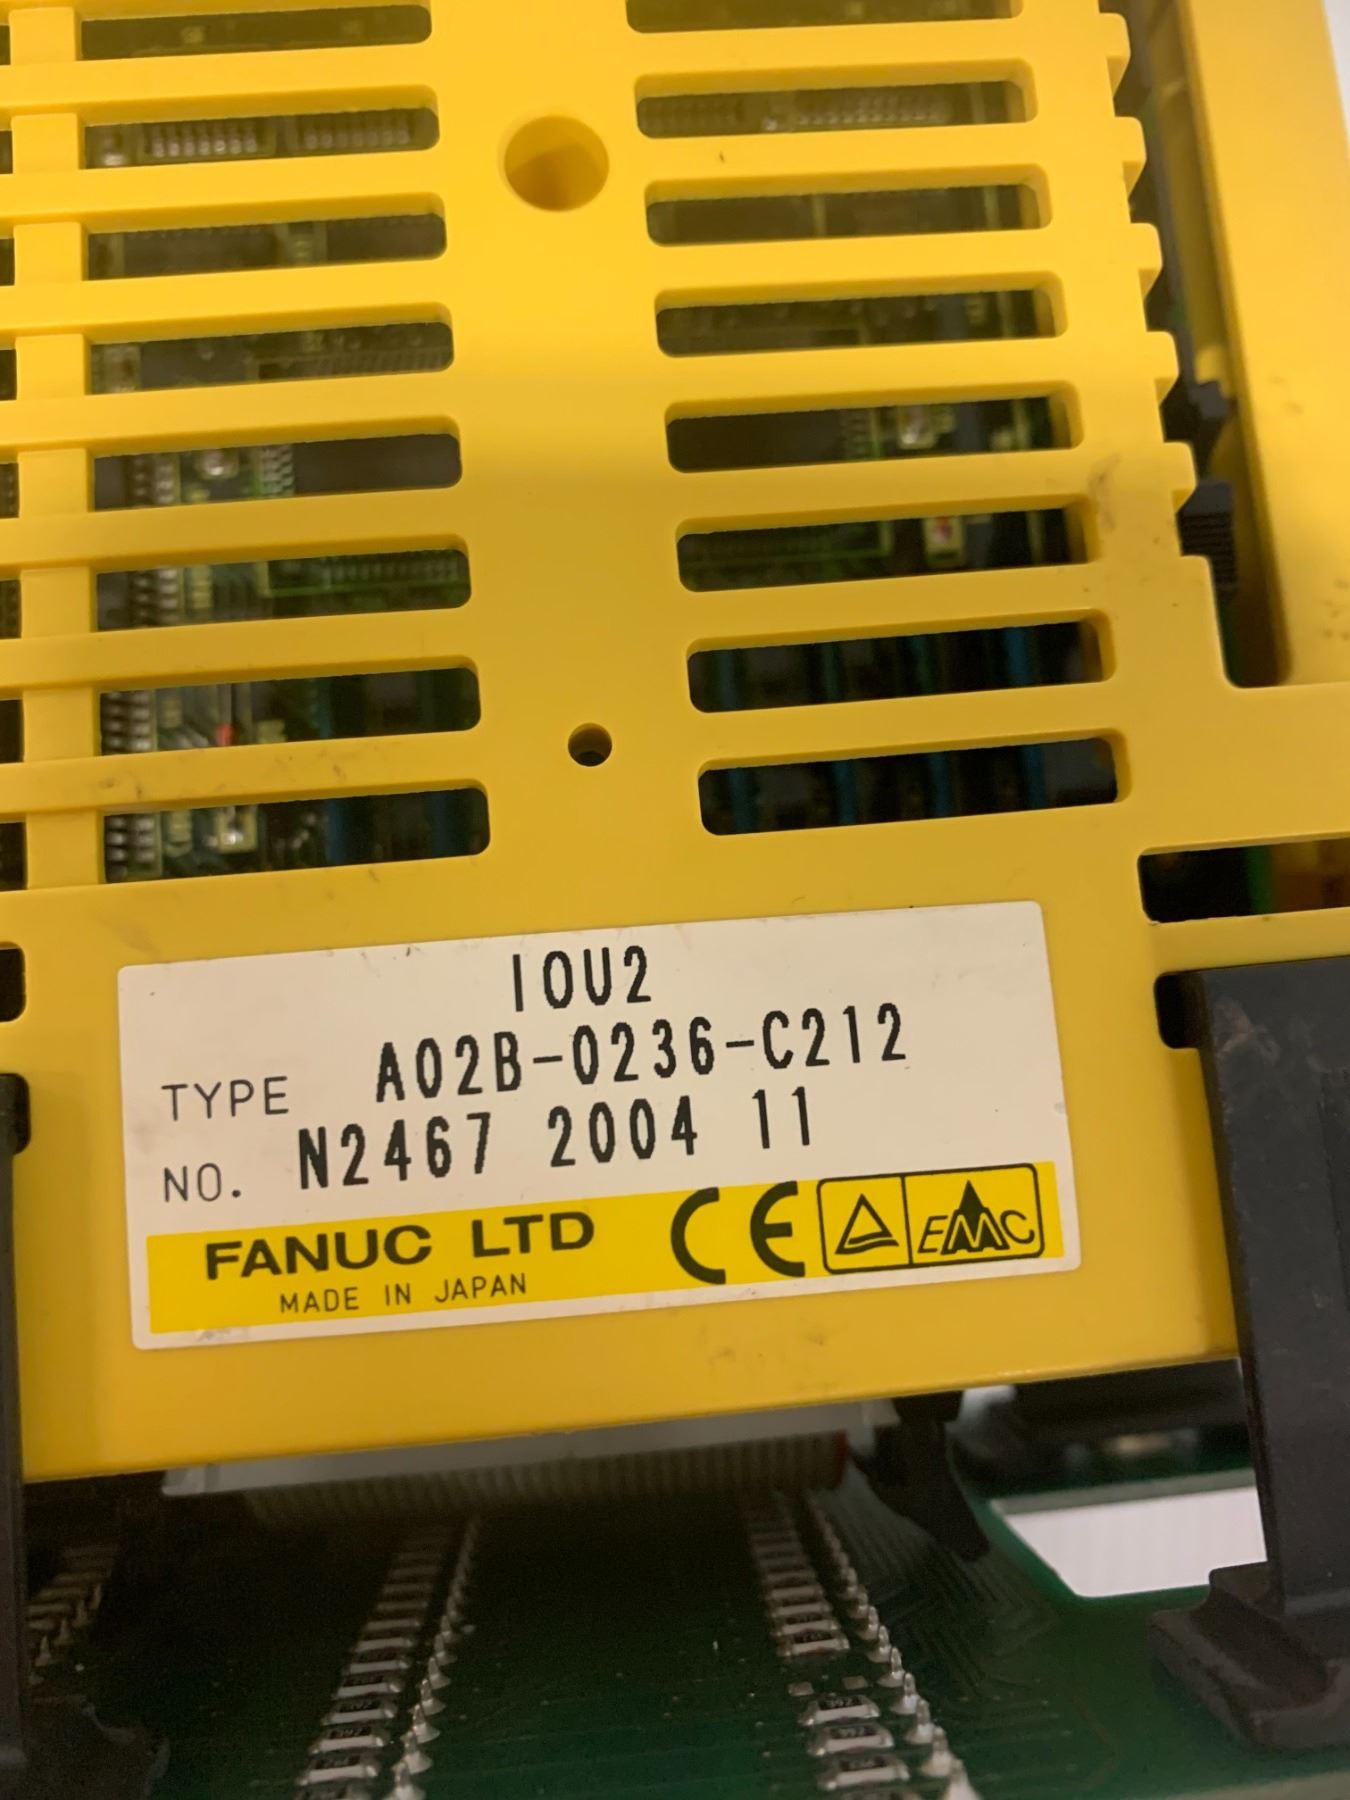 IOU2
TYPE A02B-0236-C212
NO. N2467 2004 11
FANUC LTD CE EMC
MADE IN JAPAN